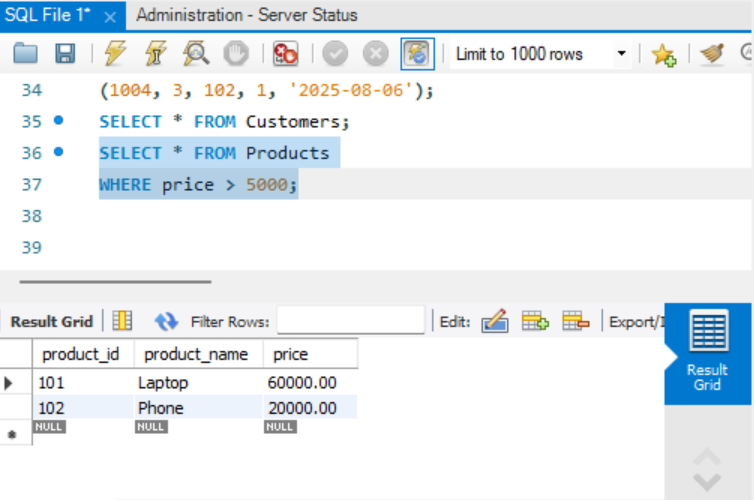 SQL File 1* × Administration - Server Status
Limit to 1000 rows
34 (1004, 3, 102, 1, '2025-08-06');
35 SELECT * FROM Customers;
36 SELECT * FROM Products
37 WHERE price > 5000;
38
39
Result Grid Filter Rows: Edit: Export/I
product_id product_name price
101 Laptop 60000.00
102 Phone 20000.00
NULL NULL NULL
Result
Grid